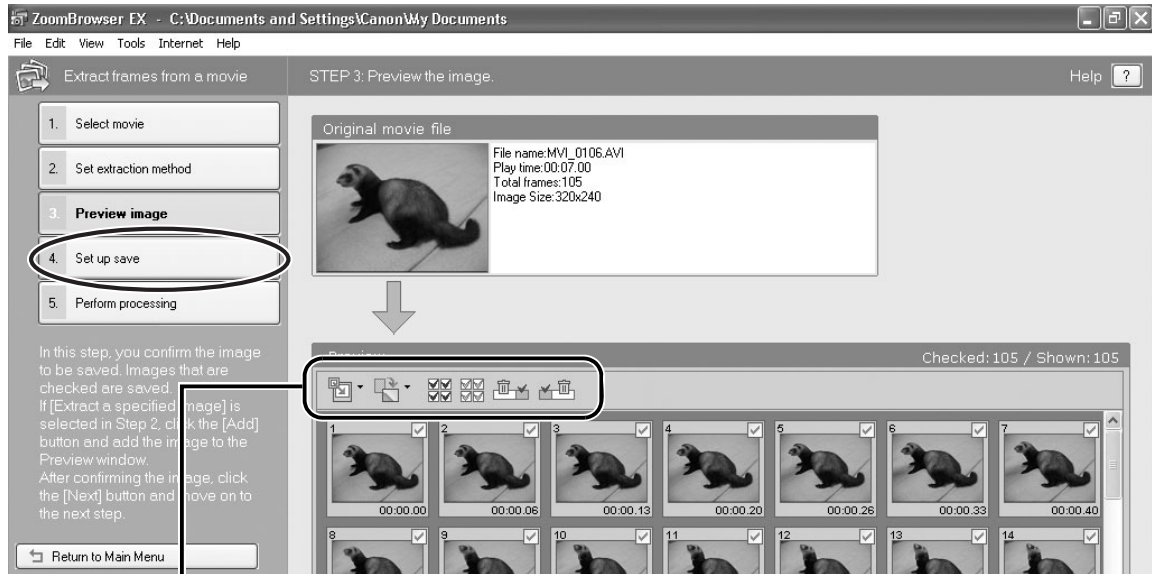 ZoomBrowser EX - C:\Documents and Settings\Canon\My Documents
File Edit View Tools Internet Help
Extract frames from a movie
STEP 3: Preview the image.
Help ?
1. Select movie
2. Set extraction method
3. Preview image
4. Set up save
5. Perform processing
In this step, you confirm the image
to be saved. Images that are
checked are saved.
If [Extract a specified image] is
selected in Step 2, click the [Add]
button and add the image to the
Preview window.
After confirming the image, click
the [Next] button and move on to
the next step.
Return to Main Menu
Original movie file
File name:MVI_0106.AVI
Play time:00:07.00
Total frames:105
Image Size:320x240
Preview
Checked:105 / Shown:105
1 2 3 4 5 6 7
00:00.00 00:00.06 00:00.13 00:00.20 00:00.26 00:00.33 00:00.40
8 9 10 11 12 13 14